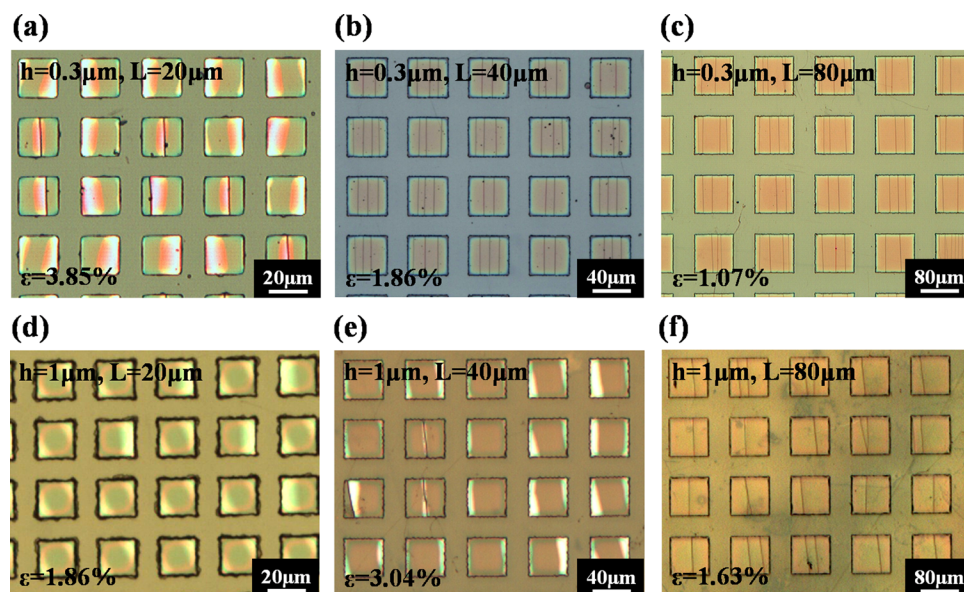 (a)
(b)
(c)
h=0.3μm, L=20μm
h=0.3μm, L=40μm
h=0.3μm, L=80μm
ε=3.85%
20μm
ε=1.86%
40μm
ε=1.07%
80μm
(d)
(e)
(f)
h=1μm, L=20μm
h=1μm, L=40μm
h=1μm, L=80μm
ε=1.86%
20μm
ε=3.04%
40μm
ε=1.63%
80μm